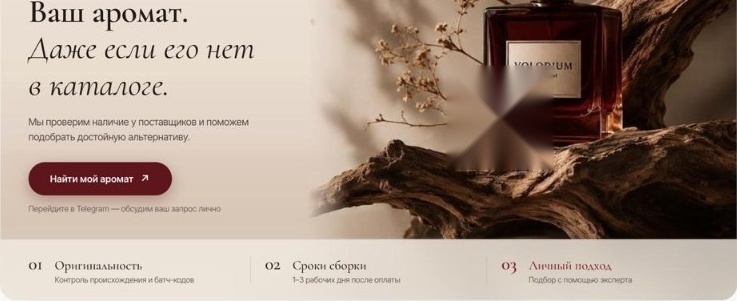 Ваш аромат.
Даже если его нет
в каталоге.
Мы проверим наличие у поставщиков и поможем
подобрать достойную альтернативу.
Найти мой аромат ↗
Перейдите в Telegram — обсудим ваш запрос лично
01 Оригинальность
Контроль происхождения и батч-кодов
02 Сроки сборки
1–3 рабочих дня после оплаты
03 Личный подход
Подбор с помощью эксперта